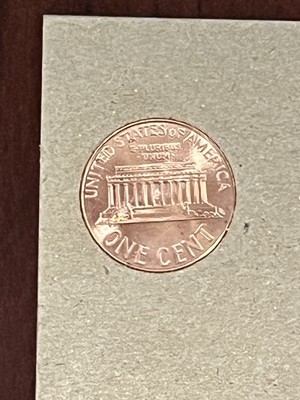 UNITED STATES OF AMERICA
E·PLURIBUS
·UNUM·
ONE CENT